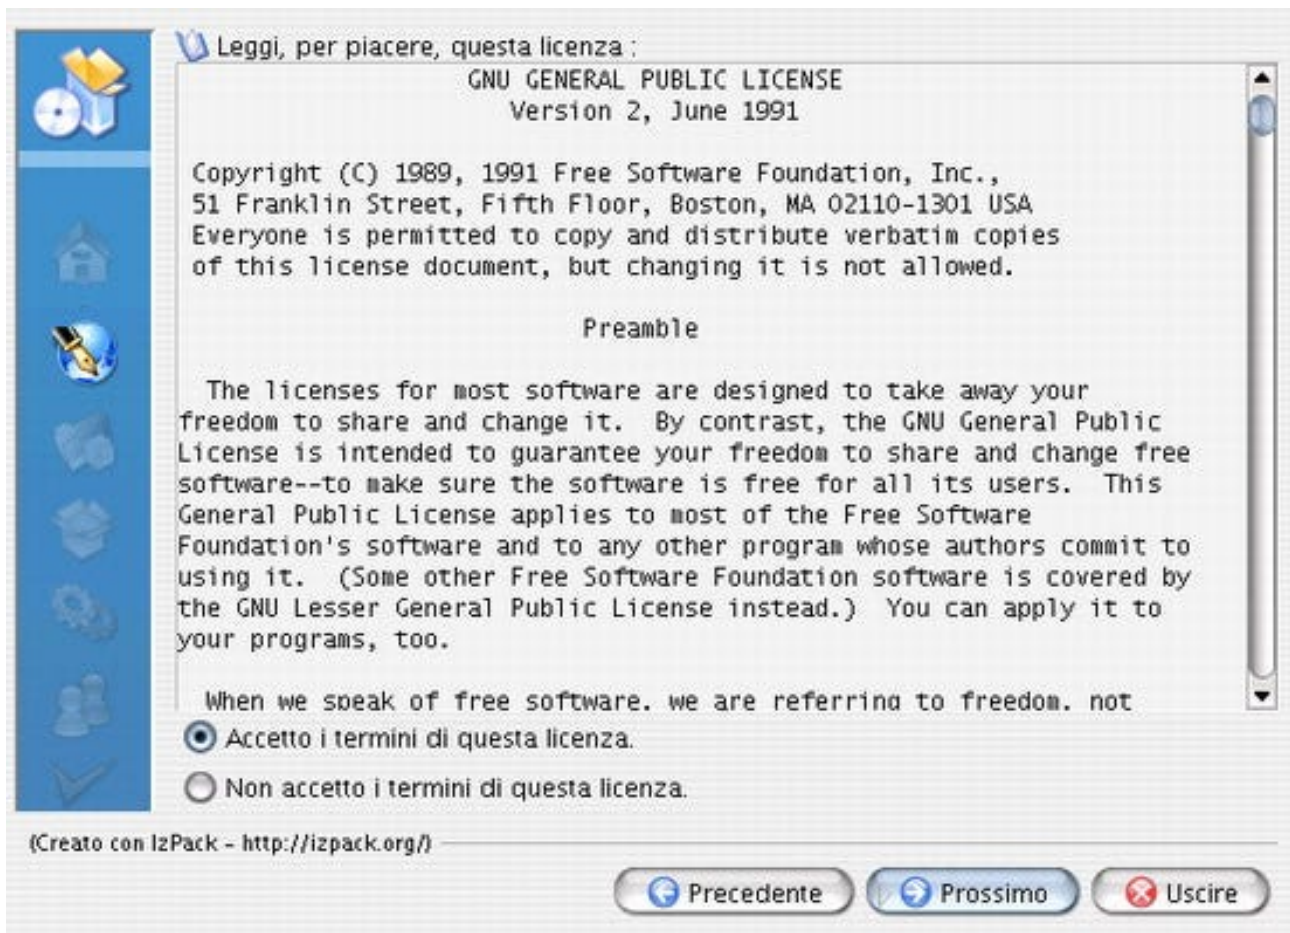 Leggi, per piacere, questa licenza :
GNU GENERAL PUBLIC LICENSE
Version 2, June 1991
Copyright (C) 1989, 1991 Free Software Foundation, Inc.,
51 Franklin Street, Fifth Floor, Boston, MA 02110-1301 USA
Everyone is permitted to copy and distribute verbatim copies
of this license document, but changing it is not allowed.
Preamble
The licenses for most software are designed to take away your
freedom to share and change it.  By contrast, the GNU General Public
License is intended to guarantee your freedom to share and change free
software--to make sure the software is free for all its users.  This
General Public License applies to most of the Free Software
Foundation's software and to any other program whose authors commit to
using it.  (Some other Free Software Foundation software is covered by
the GNU Lesser General Public License instead.)  You can apply it to
your programs, too.
When we speak of free software, we are referring to freedom, not
Accetto i termini di questa licenza.
Non accetto i termini di questa licenza.
(Creato con IzPack - http://izpack.org/)
Precedente
Prossimo
Uscire